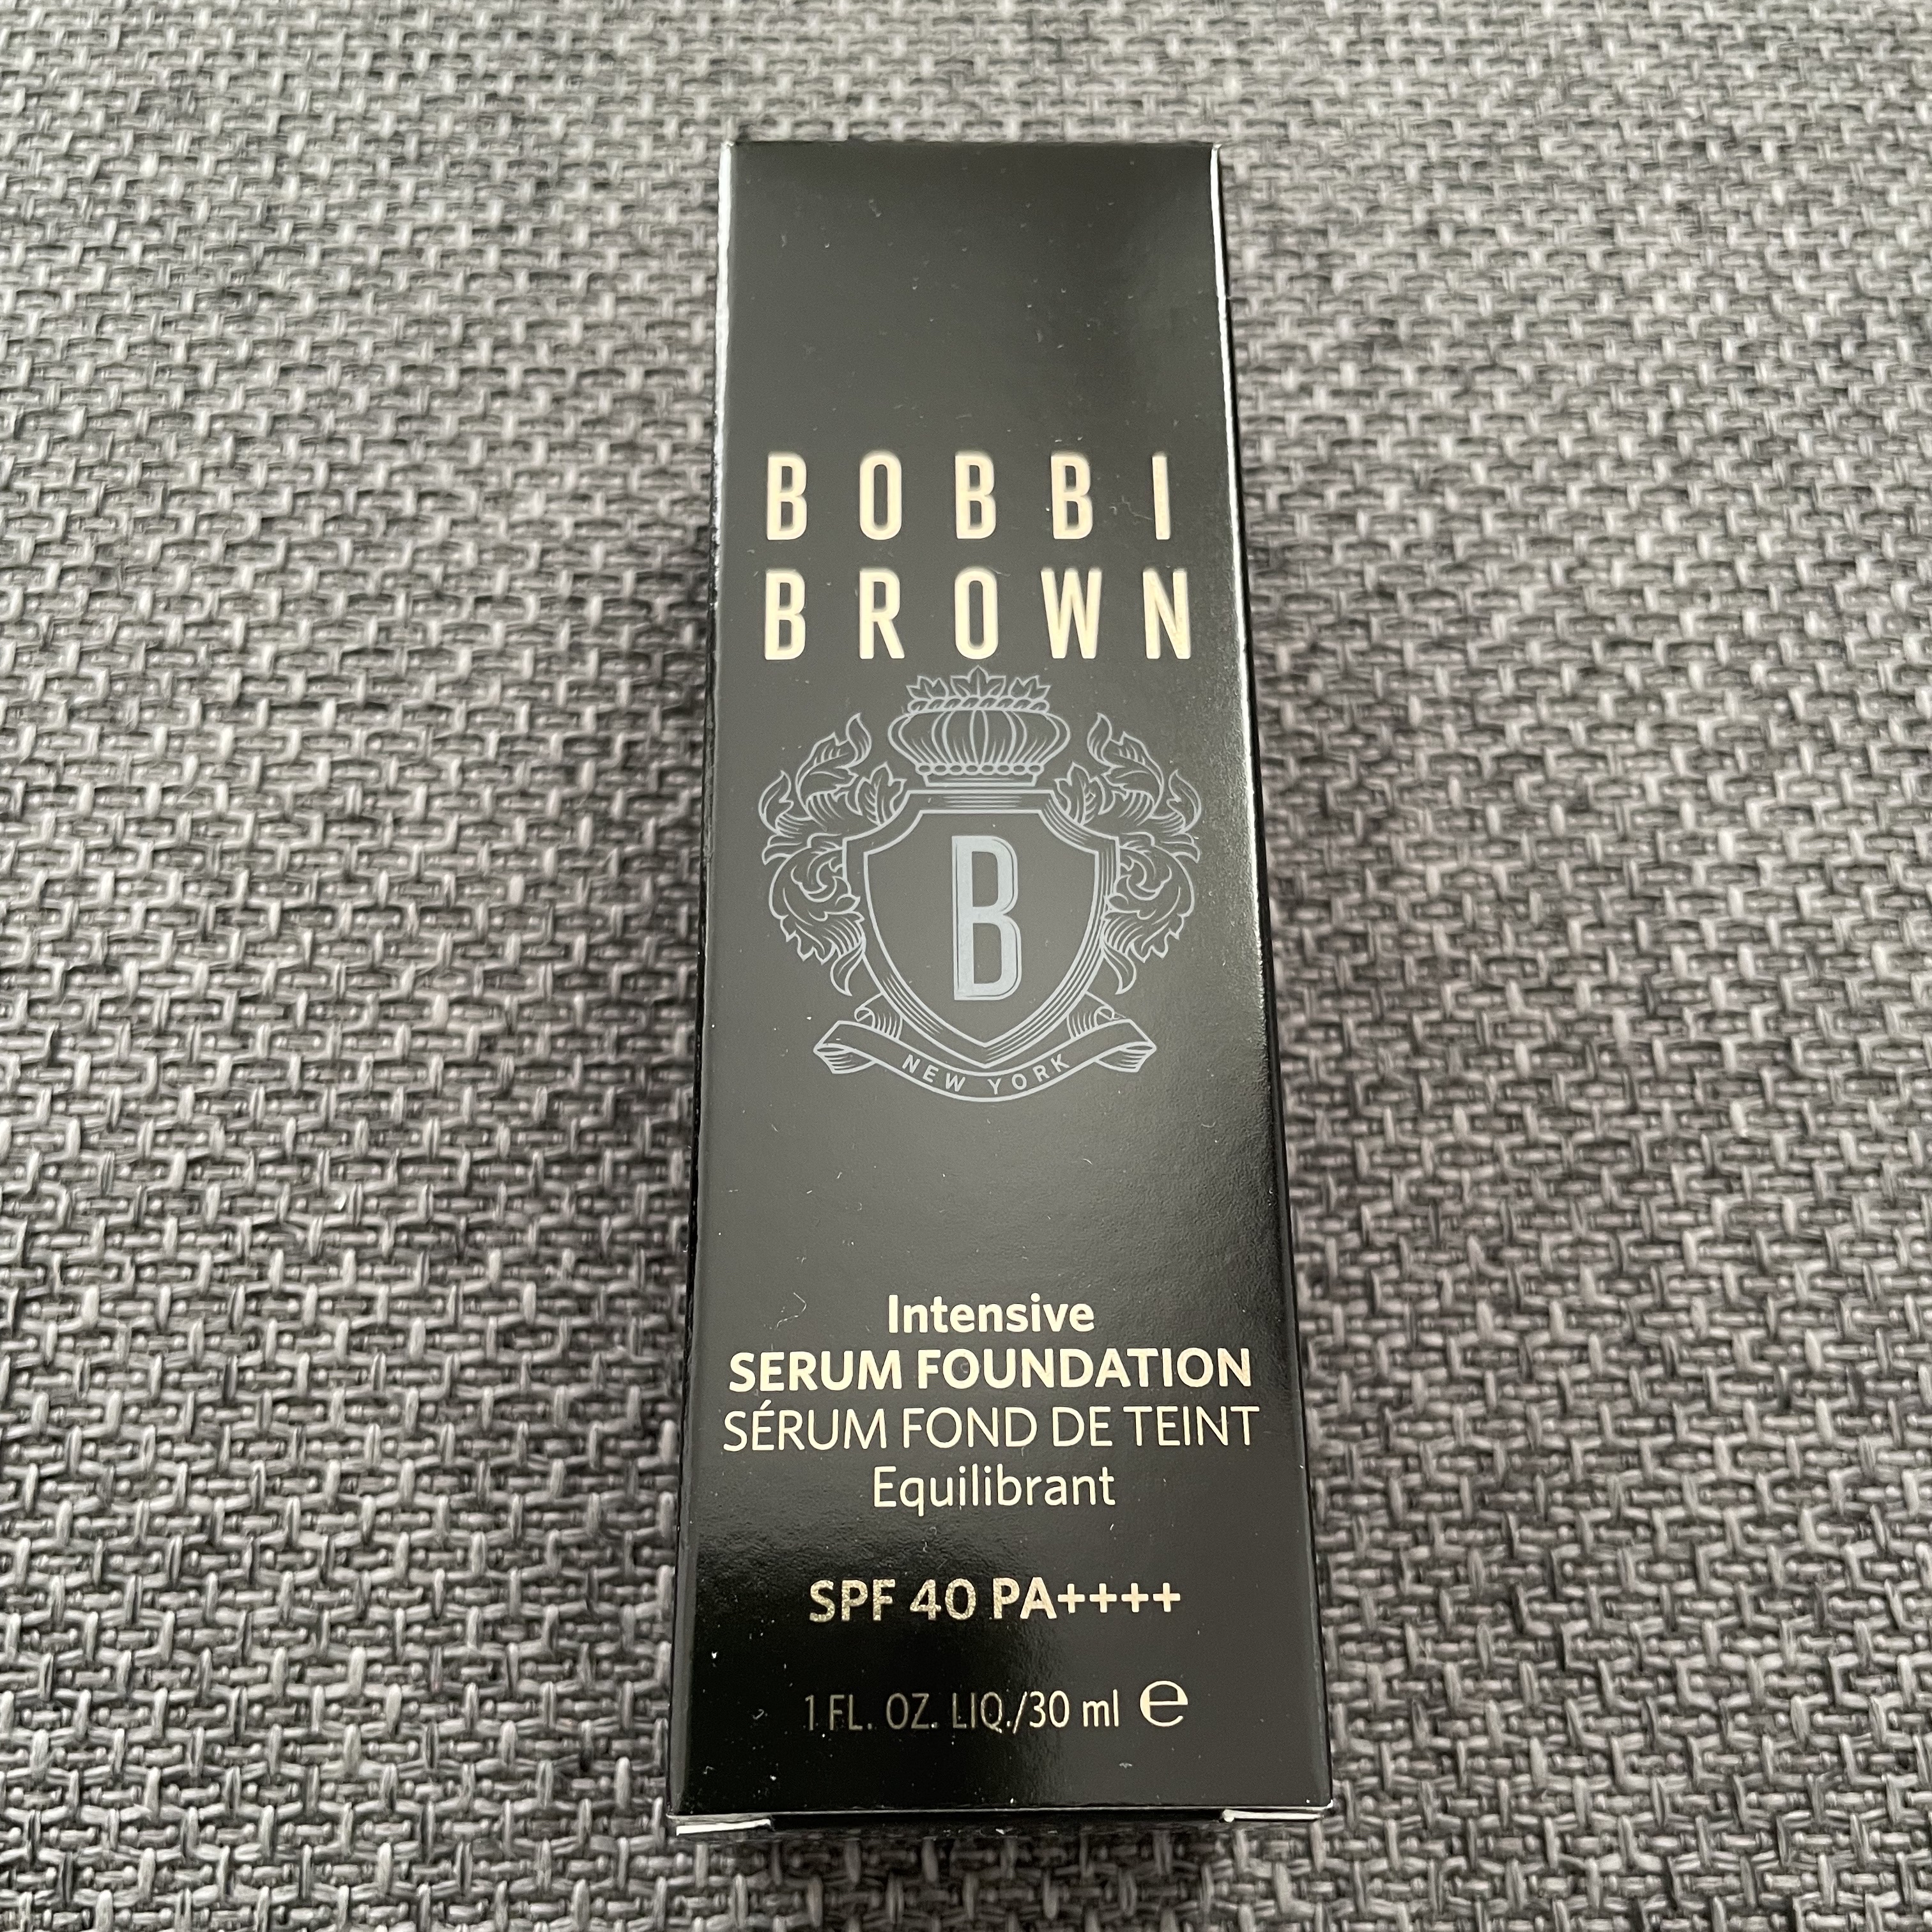 BOBBI
BROWN
B
NEW YORK
Intensive
SERUM FOUNDATION
SÉRUM FOND DE TEINT
Equilibrant
SPF 40 PA++++
1 FL. OZ. LIQ./30 ml ℮